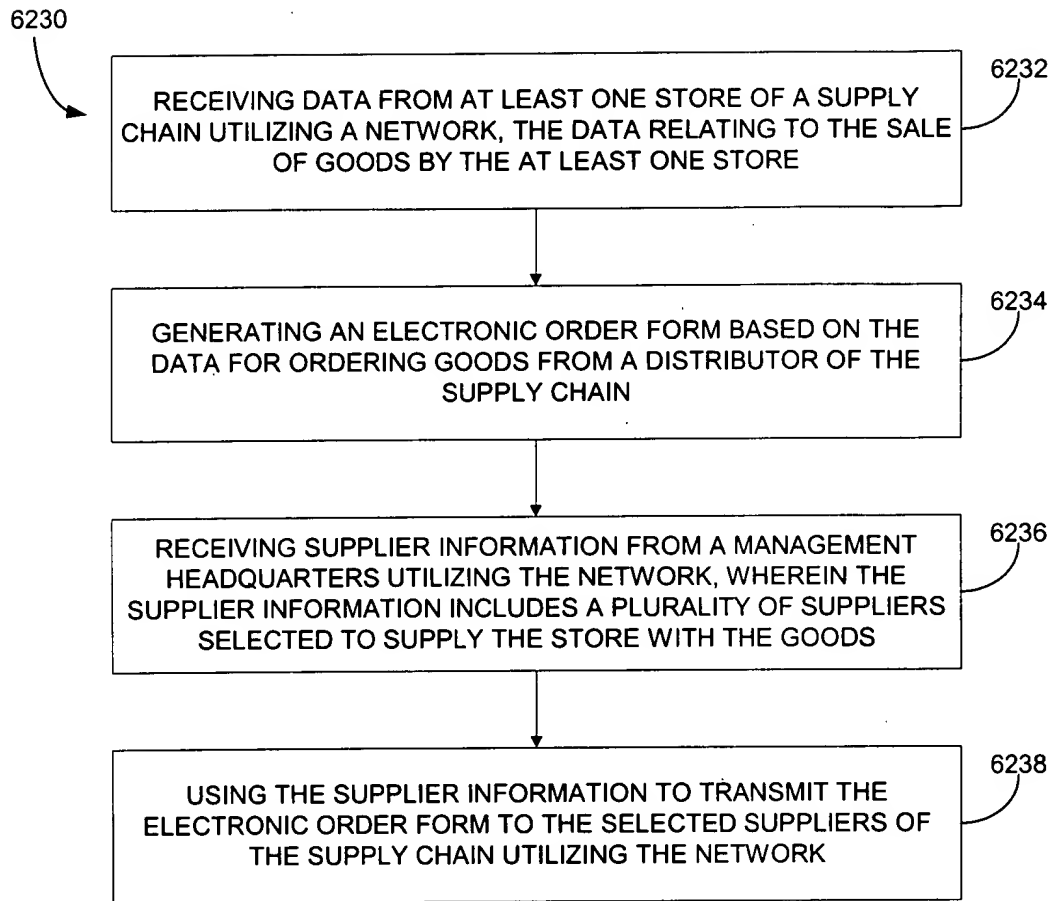 6230
6232
RECEIVING DATA FROM AT LEAST ONE STORE OF A SUPPLY
CHAIN UTILIZING A NETWORK, THE DATA RELATING TO THE SALE
OF GOODS BY THE AT LEAST ONE STORE
6234
GENERATING AN ELECTRONIC ORDER FORM BASED ON THE
DATA FOR ORDERING GOODS FROM A DISTRIBUTOR OF THE
SUPPLY CHAIN
6236
RECEIVING SUPPLIER INFORMATION FROM A MANAGEMENT
HEADQUARTERS UTILIZING THE NETWORK, WHEREIN THE
SUPPLIER INFORMATION INCLUDES A PLURALITY OF SUPPLIERS
SELECTED TO SUPPLY THE STORE WITH THE GOODS
6238
USING THE SUPPLIER INFORMATION TO TRANSMIT THE
ELECTRONIC ORDER FORM TO THE SELECTED SUPPLIERS OF
THE SUPPLY CHAIN UTILIZING THE NETWORK